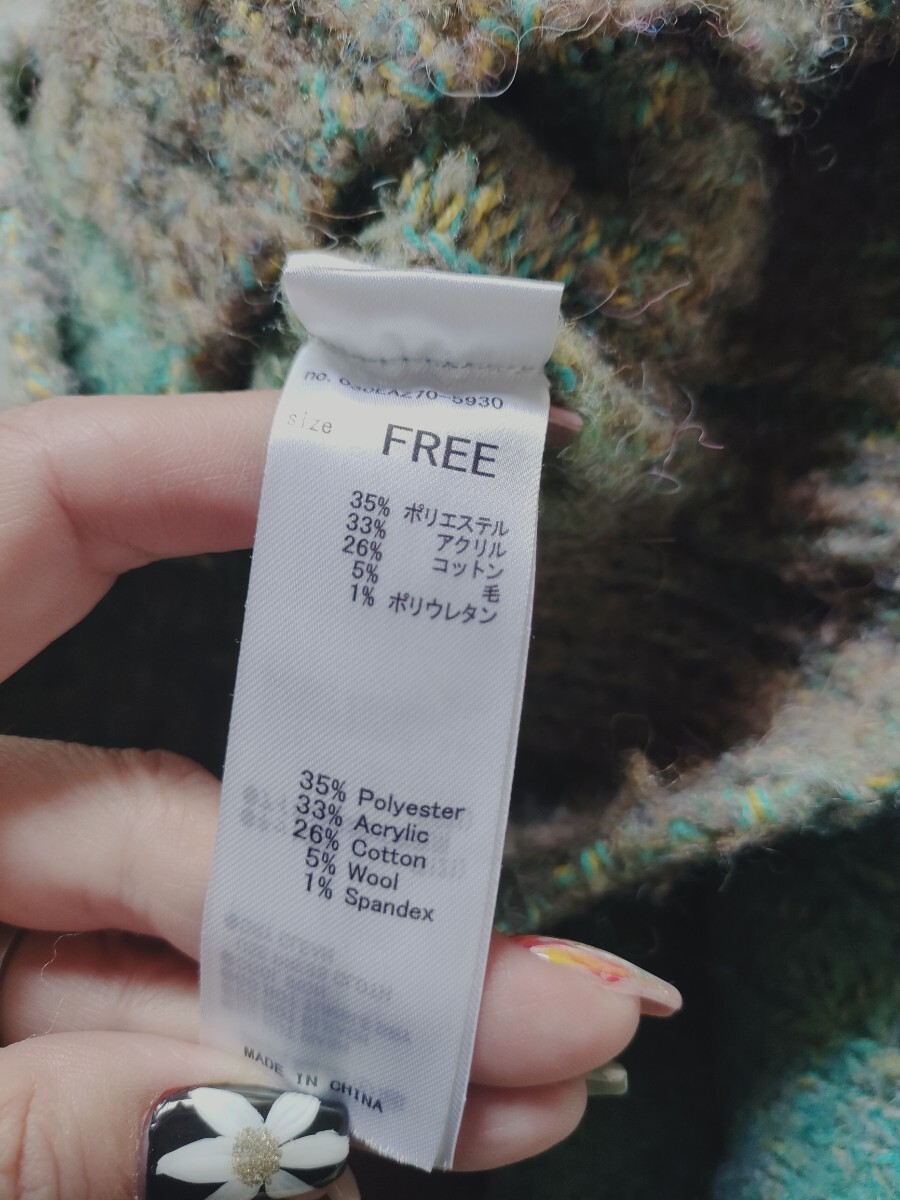 no.
size FREE
35% ポリエステル
33% アクリル
26% コットン
5% 毛
1% ポリウレタン
35% Polyester
33% Acrylic
26% Cotton
5% Wool
1% Spandex
MADE IN CHINA